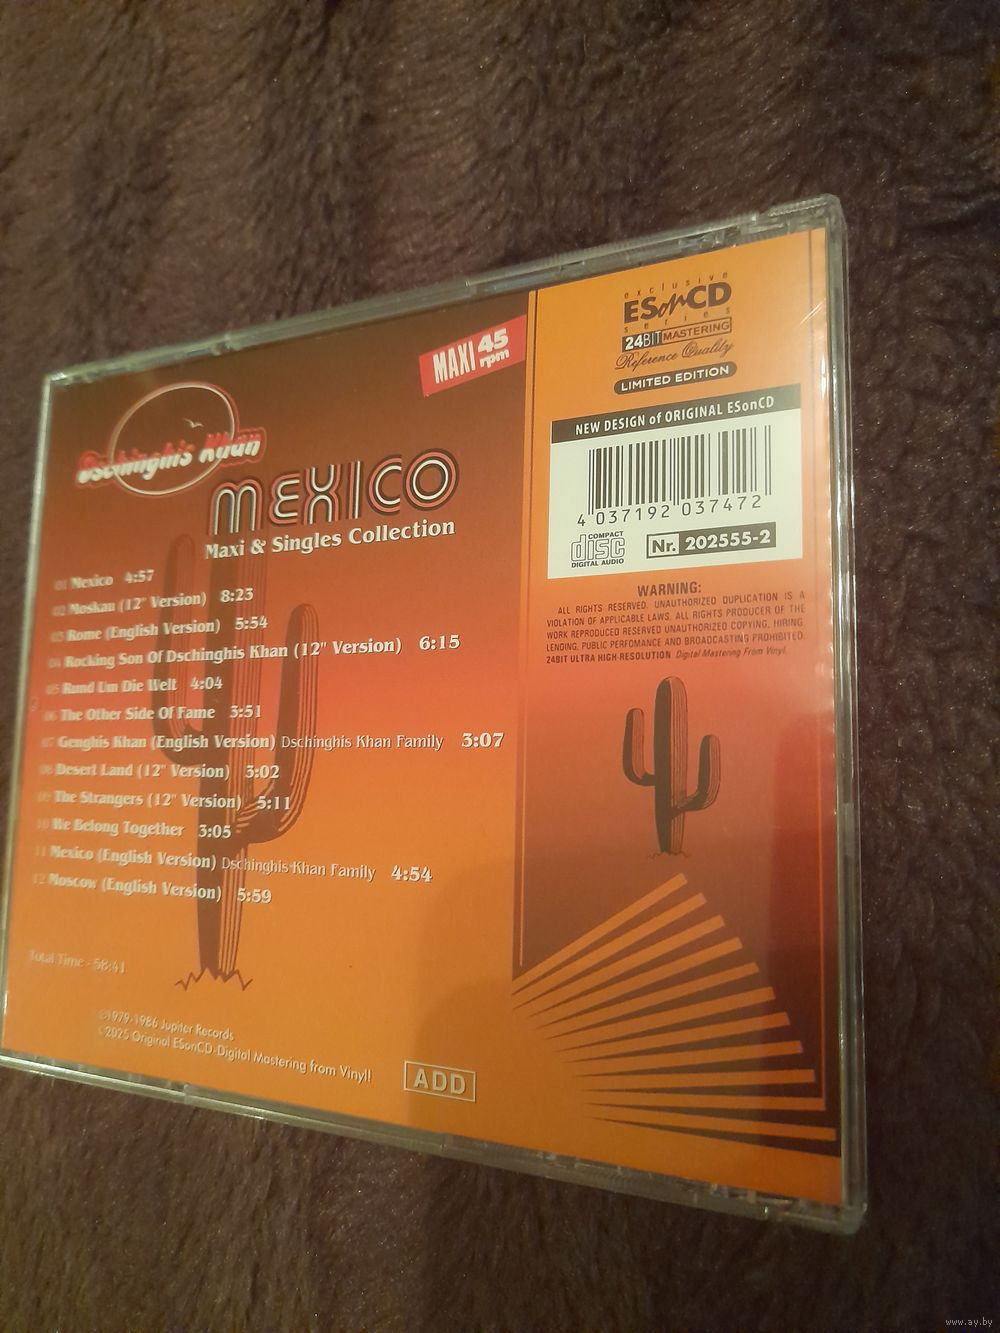 Dschinghis Khan
MEXICO
Maxi & Singles Collection
MAXI 45 rpm
01 Mexico 4:57
02 Moskau (12" Version) 8:23
03 Rome (English Version) 5:54
04 Rocking Son Of Dschinghis Khan (12" Version) 6:15
05 Rund Um Die Welt 4:04
06 The Other Side Of Fame 3:51
07 Genghis Khan (English Version) Dschinghis Khan Family 3:07
08 Desert Land (12" Version) 3:02
09 The Strangers (12" Version) 5:11
10 We Belong Together 3:05
11 Mexico (English Version) Dschinghis Khan Family 4:54
12 Moscow (English Version) 5:59
Total Time - 58:41
©1979-1986 Jupiter Records
©2025 Original ESonCD-Digital Mastering from Vinyl!
ADD
exclusive
ESonCD
series
24BIT MASTERING
Reference Quality
LIMITED EDITION
NEW DESIGN of ORIGINAL ESonCD
4 037192 037472
COMPACT
disc
DIGITAL AUDIO
Nr. 202555-2
WARNING:
ALL RIGHTS RESERVED. UNAUTHORIZED DUPLICATION IS A
VIOLATION OF APPLICABLE LAWS. ALL RIGHTS PRODUCER OF THE
WORK REPRODUCED RESERVED UNAUTHORIZED COPYING, HIRING,
LENDING, PUBLIC PERFOMANCE AND BROADCASTING PROHIBITED.
24BIT ULTRA HIGH-RESOLUTION Digital Mastering From Vinyl.
www.ay.by